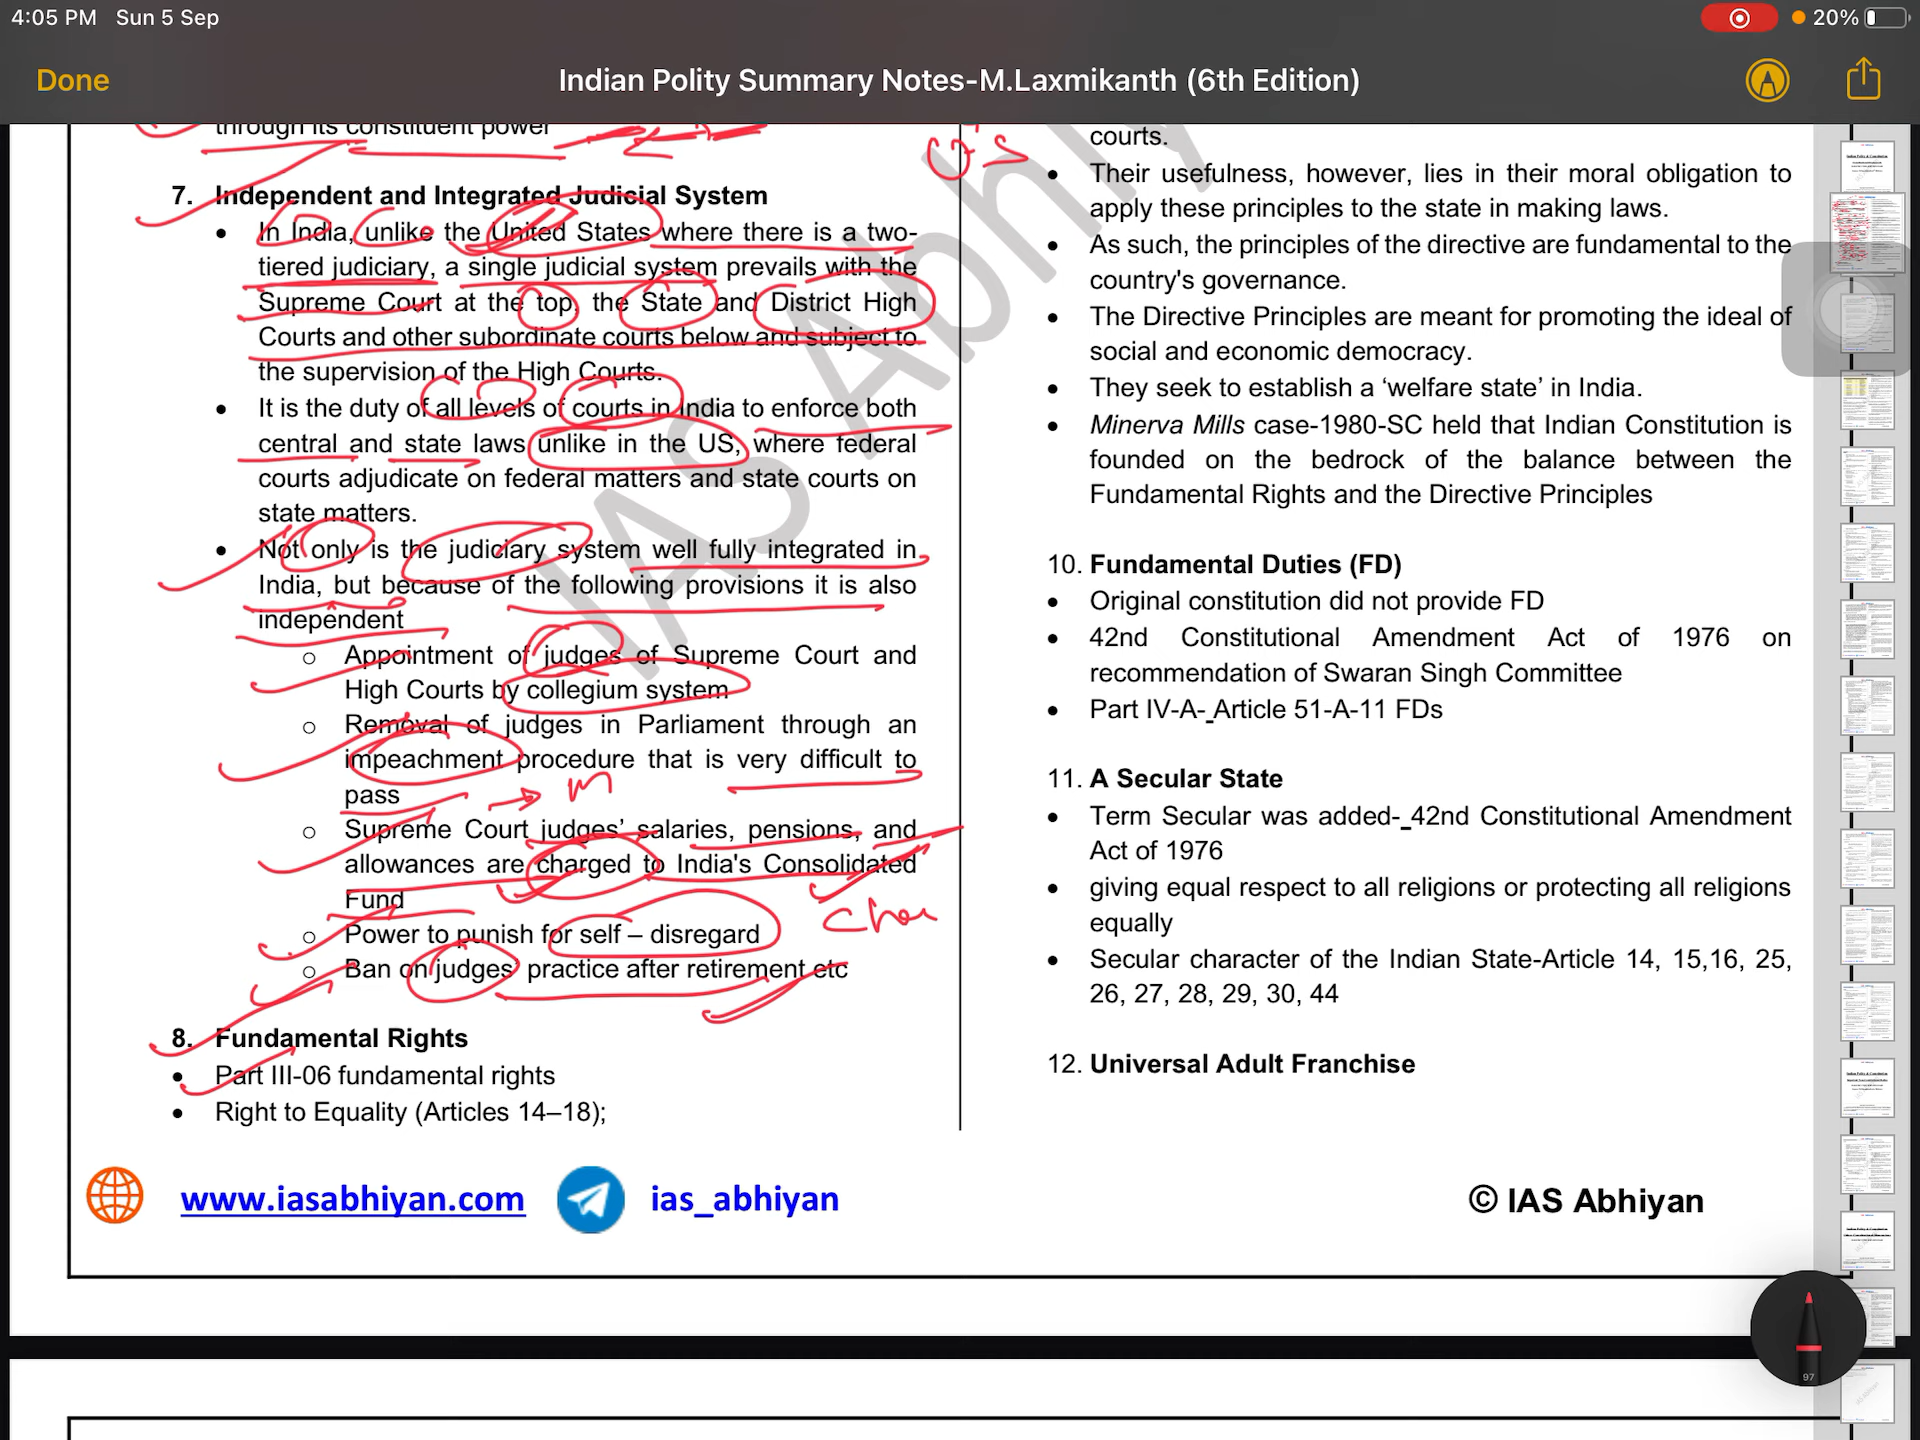 4:05 PM Sun 5 Sep
20%
Done
Indian Polity Summary Notes-M.Laxmikanth (6th Edition)
through its constituent power
7. Independent and Integrated Judicial System
• In India, unlike the United States where there is a two-
tiered judiciary, a single judicial system prevails with the
Supreme Court at the top, the State and District High
Courts and other subordinate courts below and subject to
the supervision of the High Courts.
• It is the duty of all levels of courts in India to enforce both
central and state laws unlike in the US, where federal
courts adjudicate on federal matters and state courts on
state matters.
• Not only is the judiciary system well fully integrated in
India, but because of the following provisions it is also
independent
o Appointment of judges of Supreme Court and
High Courts by collegium system
o Removal of judges in Parliament through an
impeachment procedure that is very difficult to
pass
o Supreme Court judges' salaries, pensions, and
allowances are charged to India's Consolidated
Fund
o Power to punish for self – disregard
o Ban on judges' practice after retirement etc
8. Fundamental Rights
• Part III-06 fundamental rights
• Right to Equality (Articles 14–18);
courts.
• Their usefulness, however, lies in their moral obligation to
apply these principles to the state in making laws.
• As such, the principles of the directive are fundamental to the
country's governance.
• The Directive Principles are meant for promoting the ideal of
social and economic democracy.
• They seek to establish a ‘welfare state’ in India.
• Minerva Mills case-1980-SC held that Indian Constitution is
founded on the bedrock of the balance between the
Fundamental Rights and the Directive Principles
10. Fundamental Duties (FD)
• Original constitution did not provide FD
• 42nd Constitutional Amendment Act of 1976 on
recommendation of Swaran Singh Committee
• Part IV-A- Article 51-A-11 FDs
11. A Secular State
• Term Secular was added- 42nd Constitutional Amendment
Act of 1976
• giving equal respect to all religions or protecting all religions
equally
• Secular character of the Indian State-Article 14, 15,16, 25,
26, 27, 28, 29, 30, 44
12. Universal Adult Franchise
IAS Abhiy
www.iasabhiyan.com
ias_abhiyan
© IAS Abhiyan
97